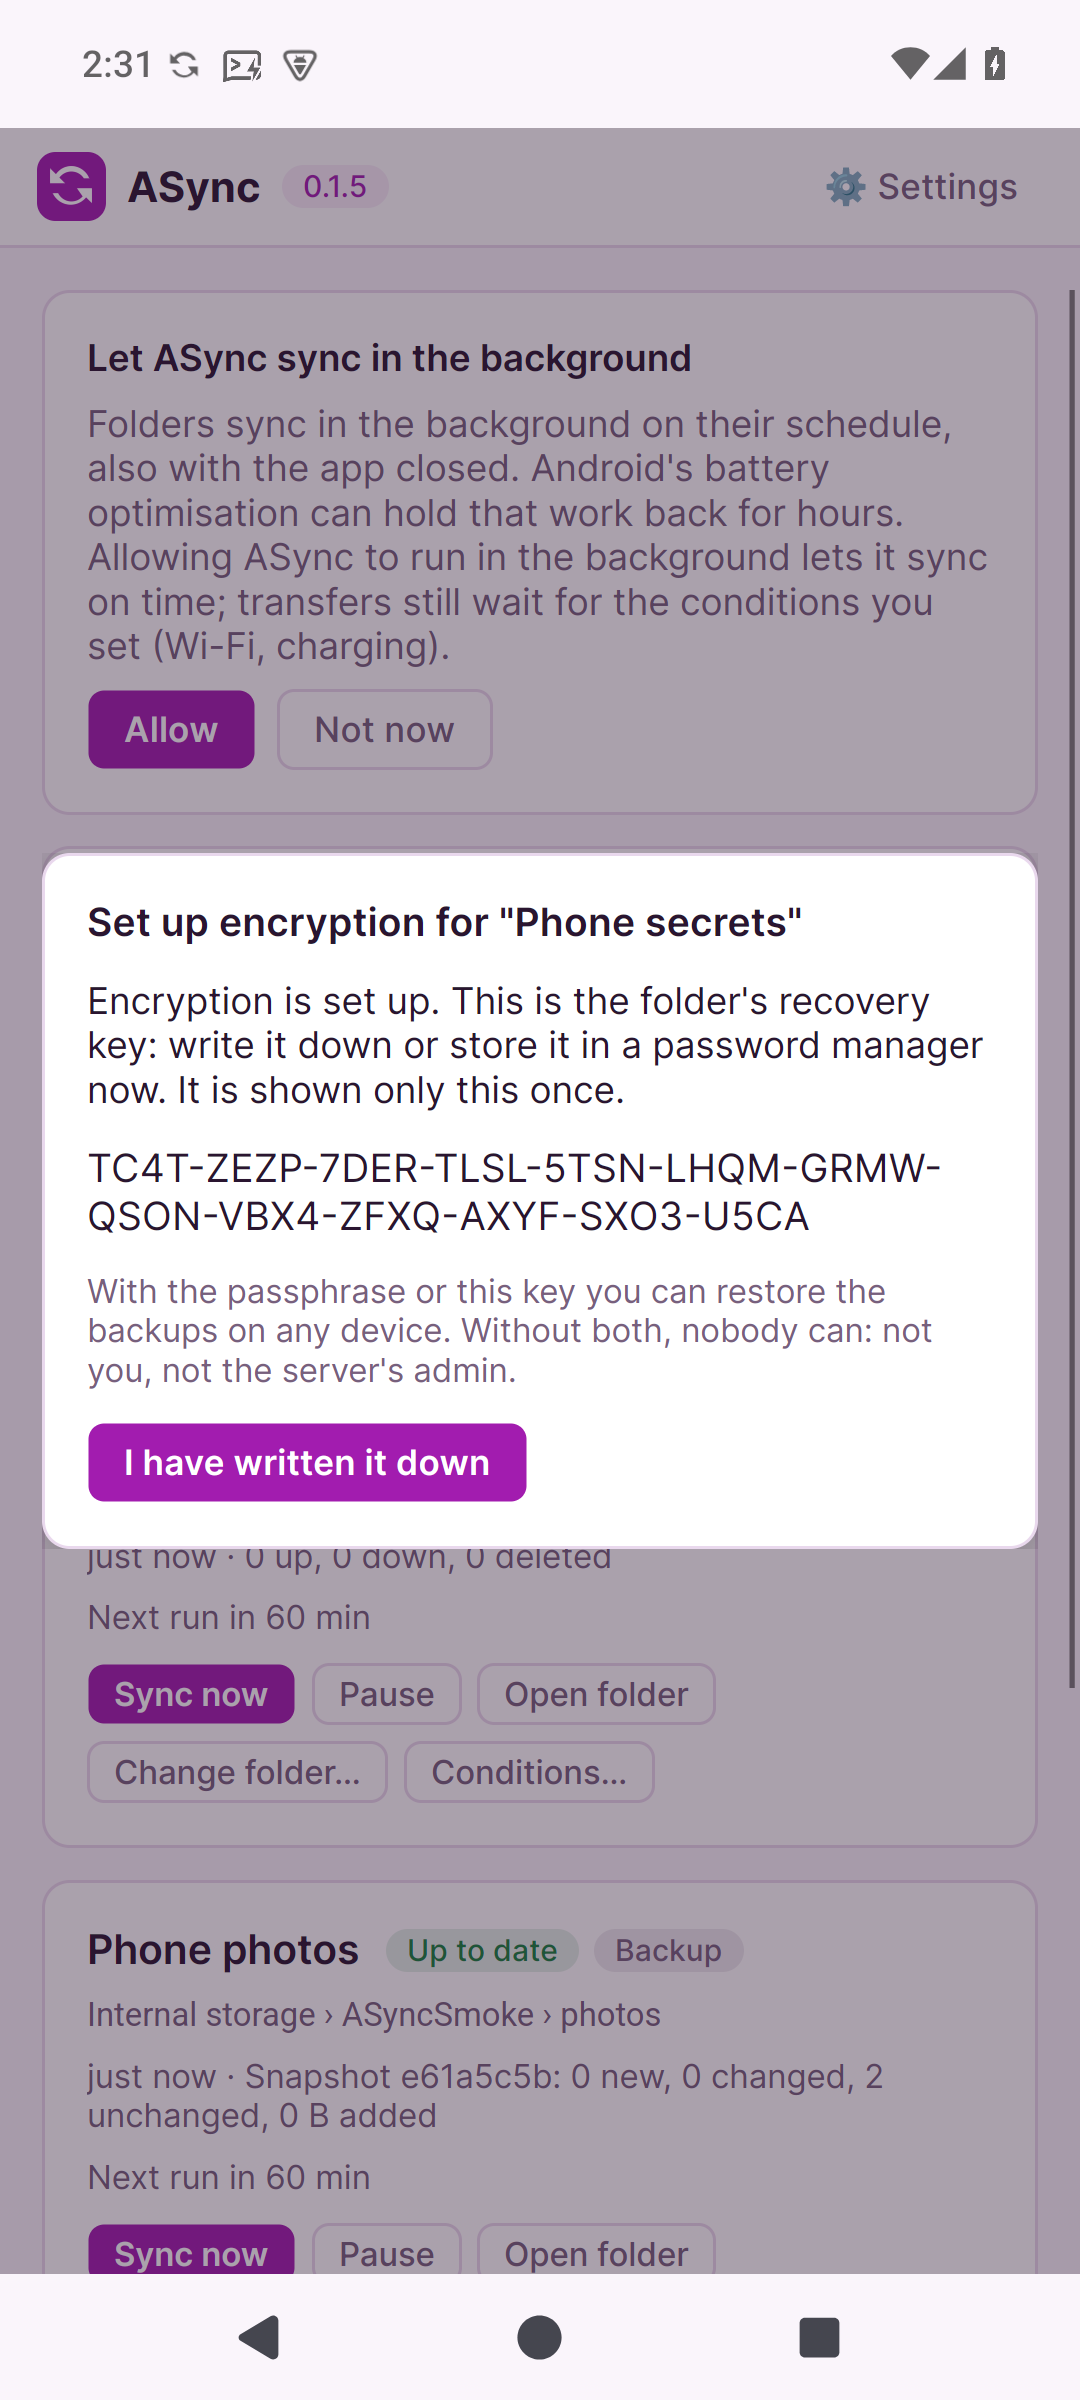 2:31
ASync 0.1.5 Settings
Let ASync sync in the background
Folders sync in the background on their schedule,
also with the app closed. Android's battery
optimisation can hold that work back for hours.
Allowing ASync to run in the background lets it sync
on time; transfers still wait for the conditions you
set (Wi-Fi, charging).
Allow Not now
Set up encryption for "Phone secrets"
Encryption is set up. This is the folder's recovery
key: write it down or store it in a password manager
now. It is shown only this once.
TC4T-ZEZP-7DER-TLSL-5TSN-LHQM-GRMW-
QSON-VBX4-ZFXQ-AXYF-SXO3-U5CA
With the passphrase or this key you can restore the
backups on any device. Without both, nobody can: not
you, not the server's admin.
I have written it down
just now · 0 up, 0 down, 0 deleted
Next run in 60 min
Sync now Pause Open folder
Change folder... Conditions...
Phone photos Up to date Backup
Internal storage › ASyncSmoke › photos
just now · Snapshot e61a5c5b: 0 new, 0 changed, 2
unchanged, 0 B added
Next run in 60 min
Sync now Pause Open folder